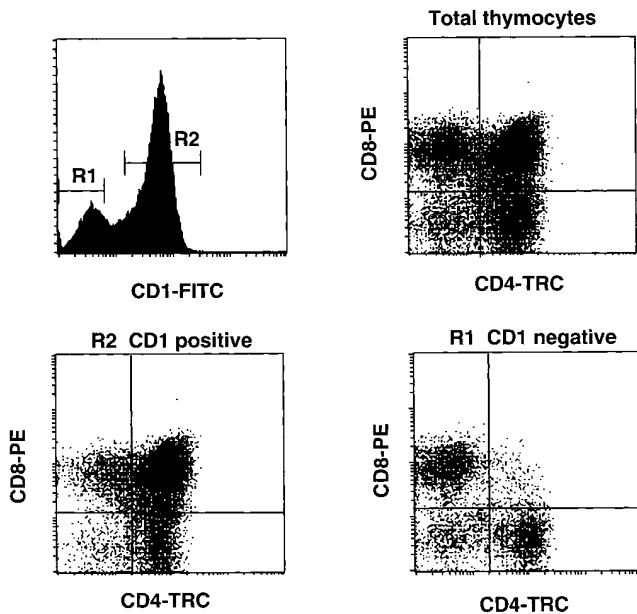 Total thymocytes
R2
R1
CD8-PE
CD1-FITC
CD4-TRC
R2 CD1 positive
R1 CD1 negative
CD8-PE
CD8-PE
CD4-TRC
CD4-TRC